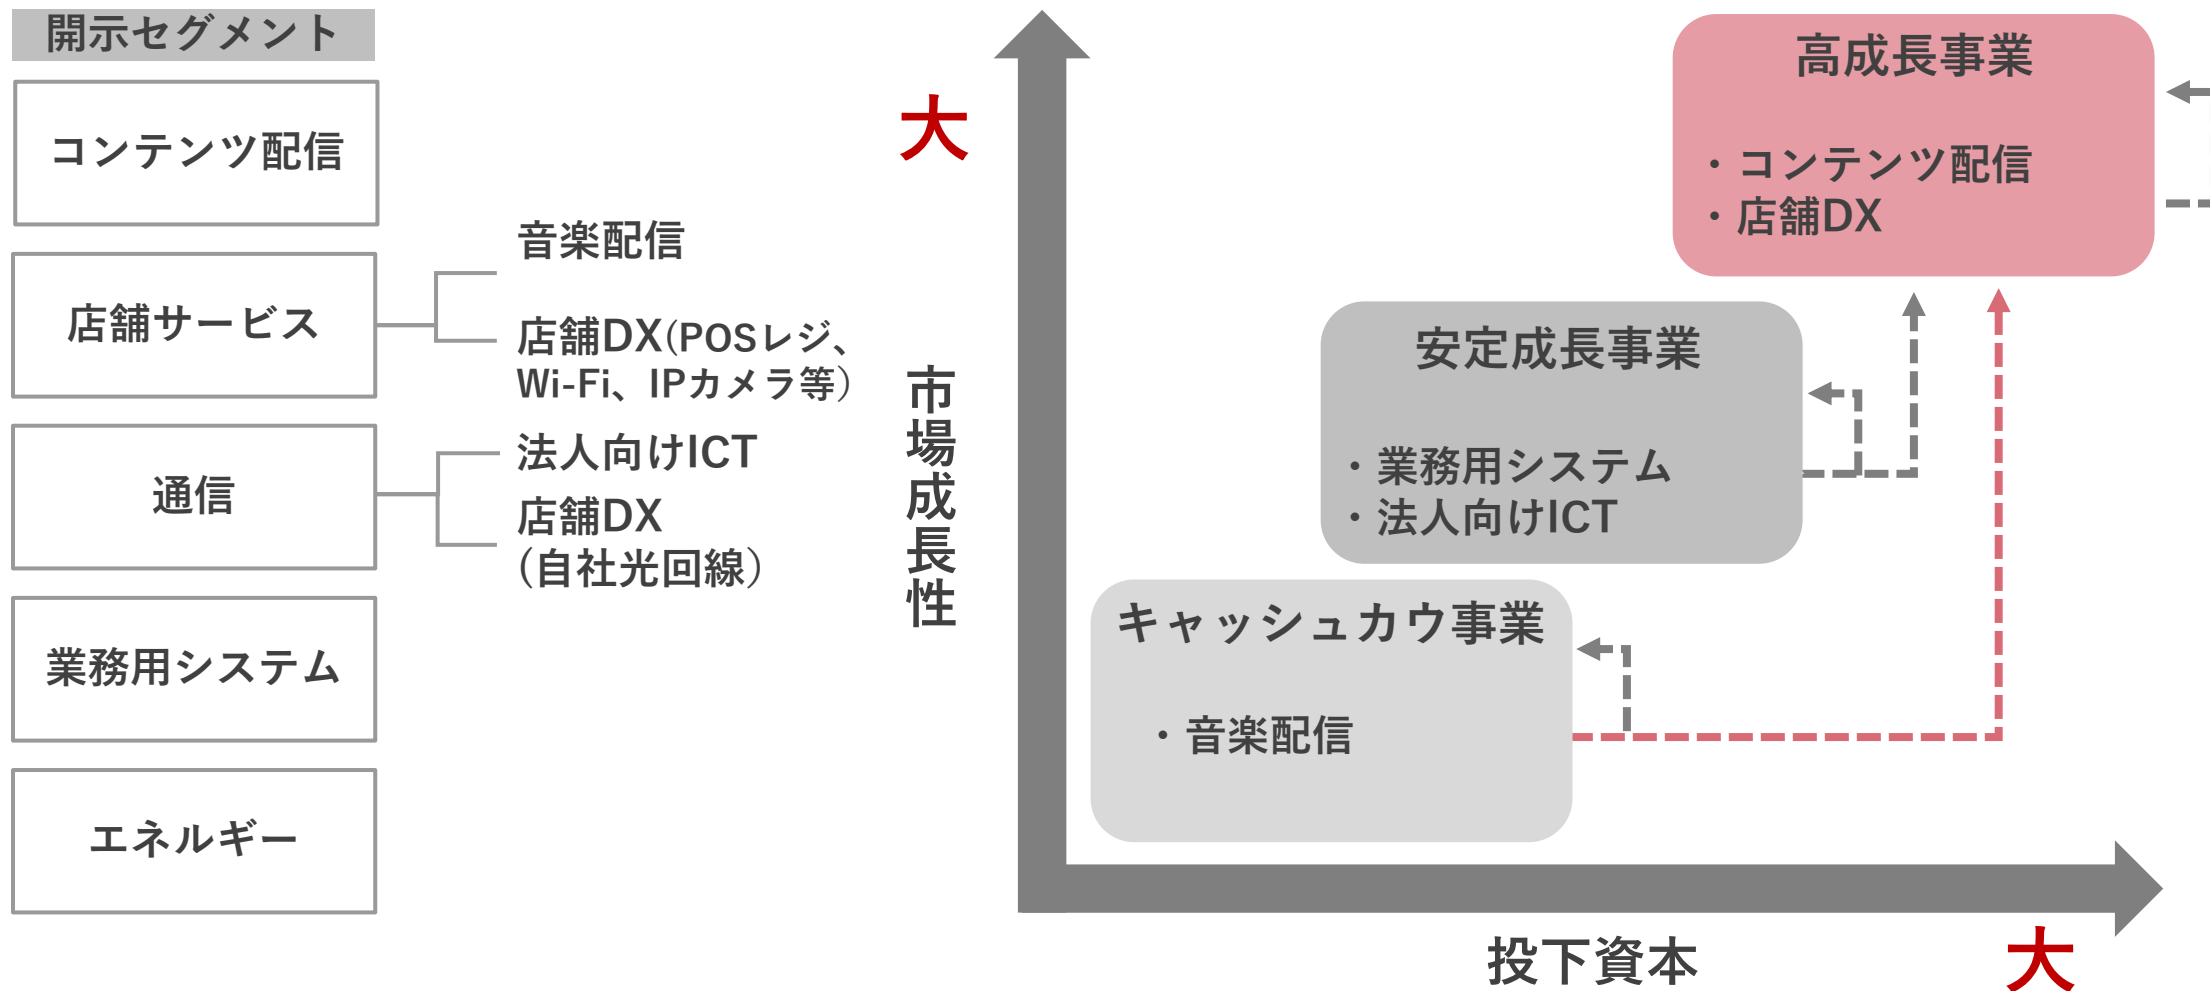 開示セグメント
コンテンツ配信
店舗サービス
音楽配信
店舗DX(POSレジ、
Wi-Fi、IPカメラ等）
通信
法人向けICT
店舗DX
（自社光回線）
業務用システム
エネルギー
大
市場成長性
高成長事業
・コンテンツ配信
・店舗DX
安定成長事業
・業務用システム
・法人向けICT
キャッシュカウ事業
・音楽配信
投下資本
大